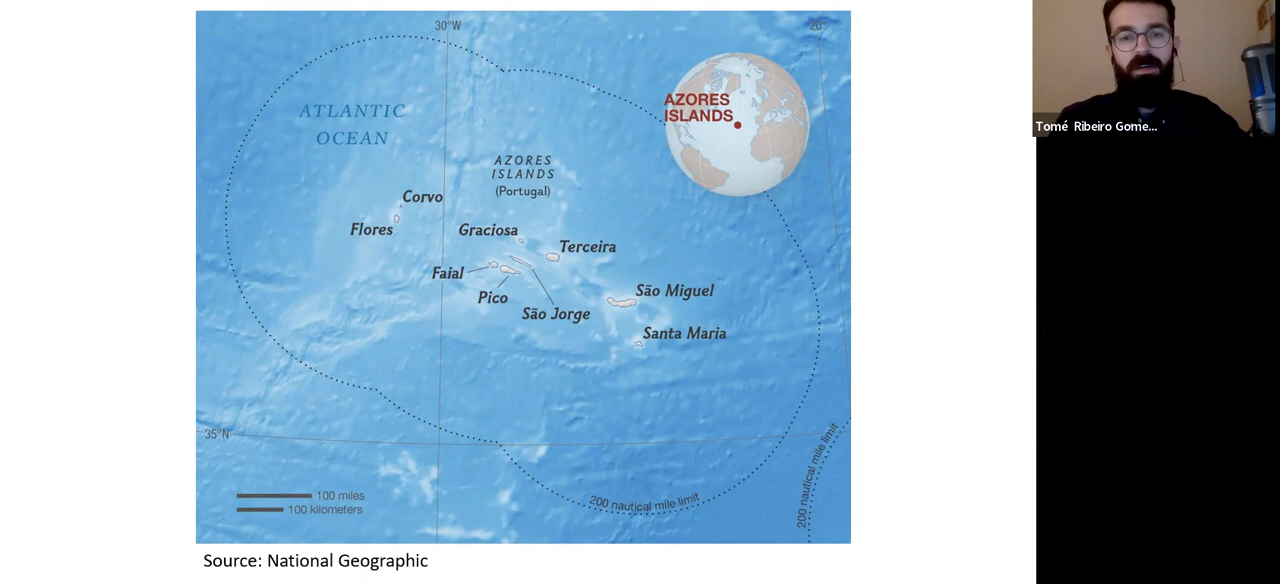 30°W
20°
ATLANTIC
OCEAN
AZORES
ISLANDS
AZORES
ISLANDS
(Portugal)
Corvo
Flores
Graciosa
Terceira
Faial
Pico
São Jorge
São Miguel
Santa Maria
35°N
100 miles
100 kilometers
200 nautical mile limit
200 nautical mile limit
Source: National Geographic
Tomé Ribeiro Gome...